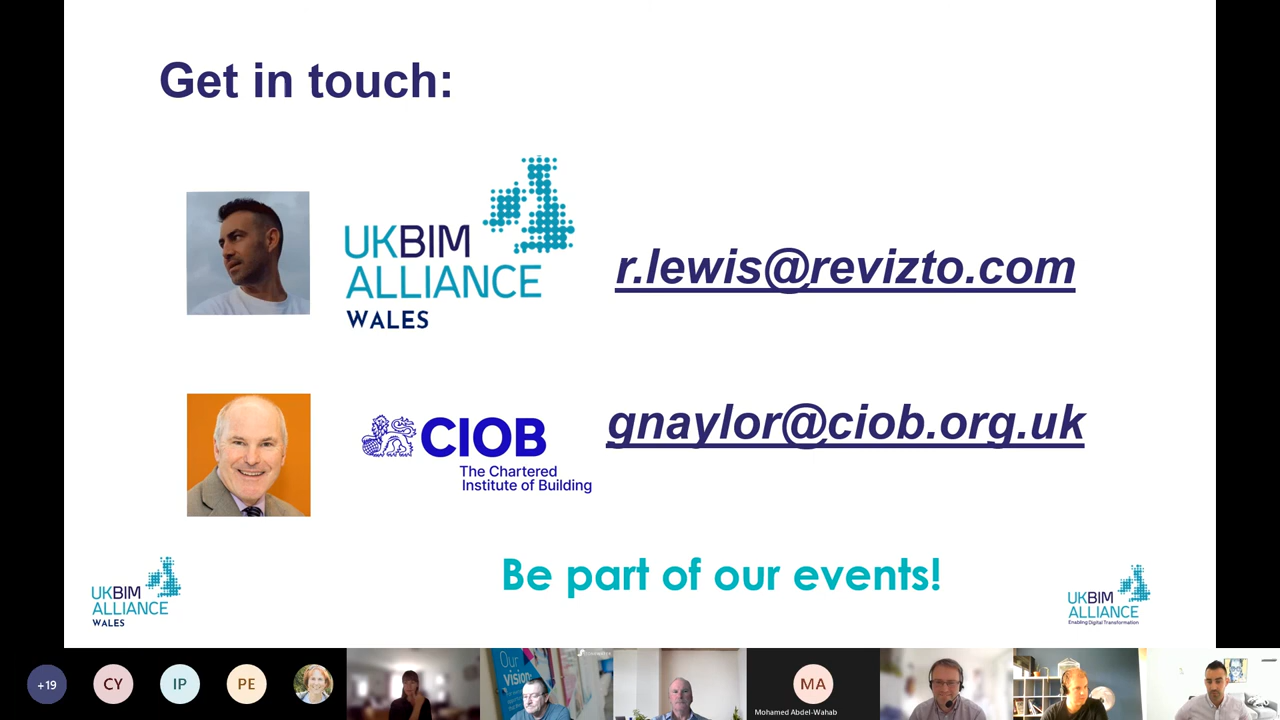 Get in touch:
UKBIM
ALLIANCE
WALES
r.lewis@revizto.com
CIOB
The Chartered
Institute of Building
gnaylor@ciob.org.uk
Be part of our events!
UKBIM
ALLIANCE
WALES
UKBIM
ALLIANCE
Enabling Digital Transformation
+19
CY
IP
PE
Our
VISION
MA
Mohamed Abdel-Wahab